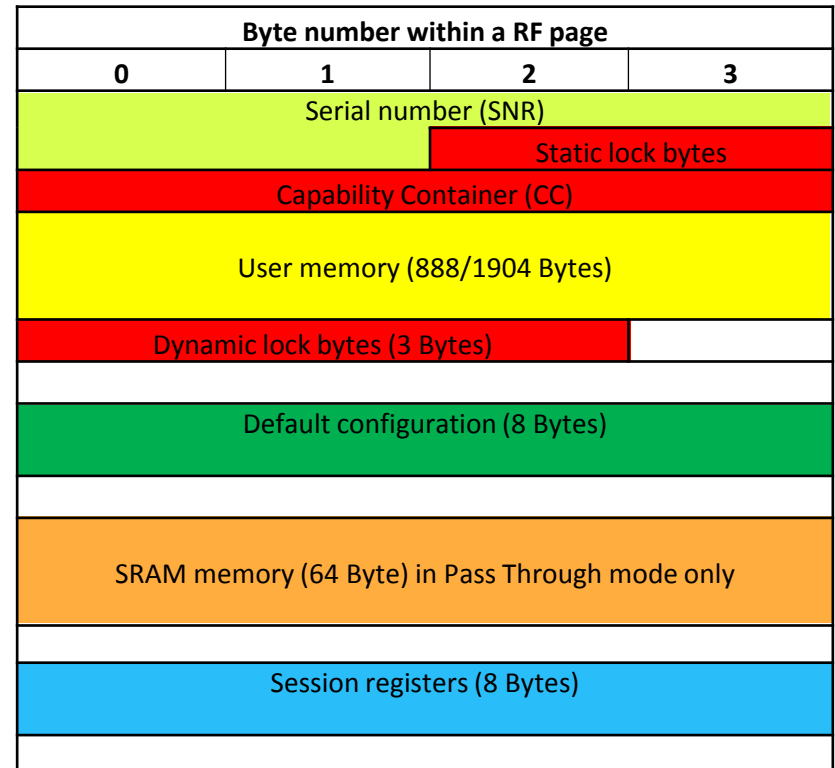 Byte number within a RF page
0 1 2 3
Serial number (SNR)
Static lock bytes
Capability Container (CC)
User memory (888/1904 Bytes)
Dynamic lock bytes (3 Bytes)
Default configuration (8 Bytes)
SRAM memory (64 Byte) in Pass Through mode only
Session registers (8 Bytes)